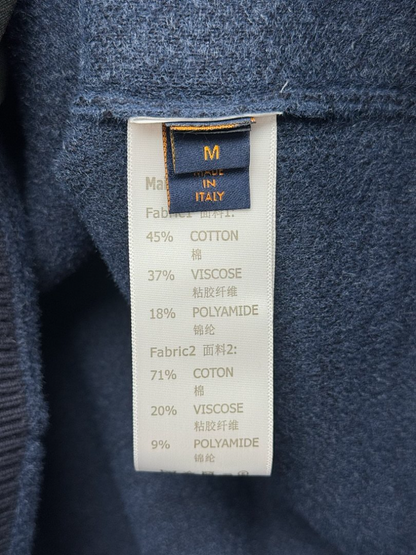 M
MADE
IN
ITALY
Fabric1 面料1:
45% COTTON
棉
37% VISCOSE
粘胶纤维
18% POLYAMIDE
锦纶
Fabric2 面料2:
71% COTON
棉
20% VISCOSE
粘胶纤维
9% POLYAMIDE
锦纶